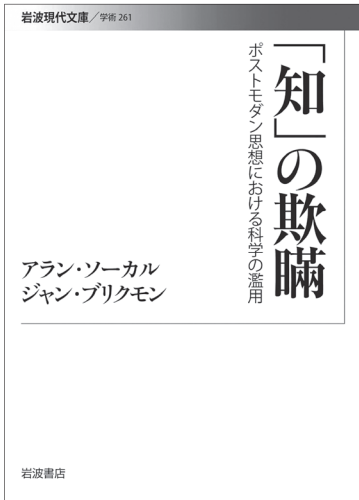 岩波現代文庫／学術 261
「知」の欺瞞
ポストモダン思想における科学の濫用
アラン・ソーカル
ジャン・ブリクモン
岩波書店